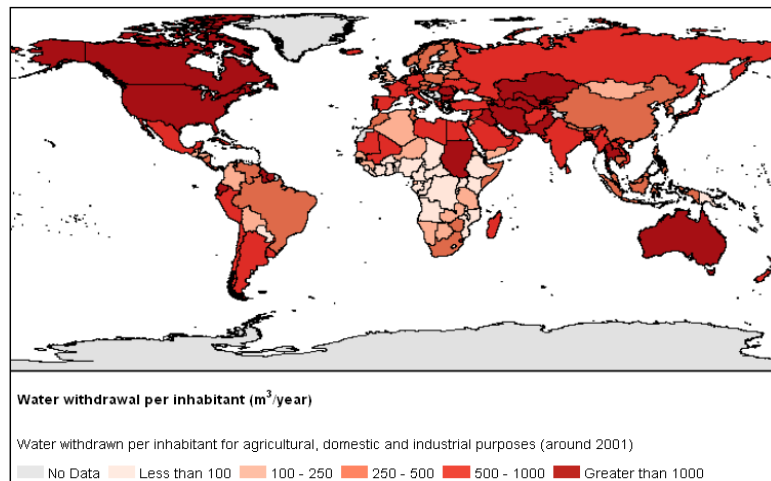 Water withdrawal per inhabitant (m³/year)
Water withdrawn per inhabitant for agricultural, domestic and industrial purposes (around 2001)
No Data Less than 100 100 - 250 250 - 500 500 - 1000 Greater than 1000